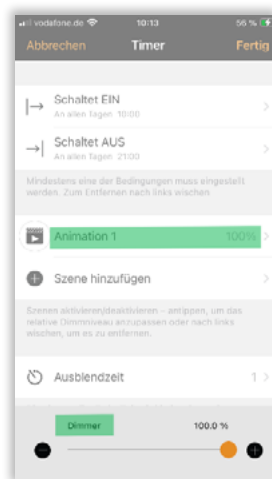 vodafone.de 10:13 56 %
Abbrechen Timer Fertig
Schaltet EIN
An allen Tagen 10:00
Schaltet AUS
An allen Tagen 21:00
Mindestens eine der Bedingungen muss eingestellt
werden. Zum Entfernen nach links wischen.
Animation 1 100%
Szene hinzufügen
Szenen aktivieren/deaktivieren – antippen, um das
relative Dimmniveau anzupassen oder nach links
wischen, um es zu entfernen.
Ausblendzeit 1
Dimmer 100.0 %